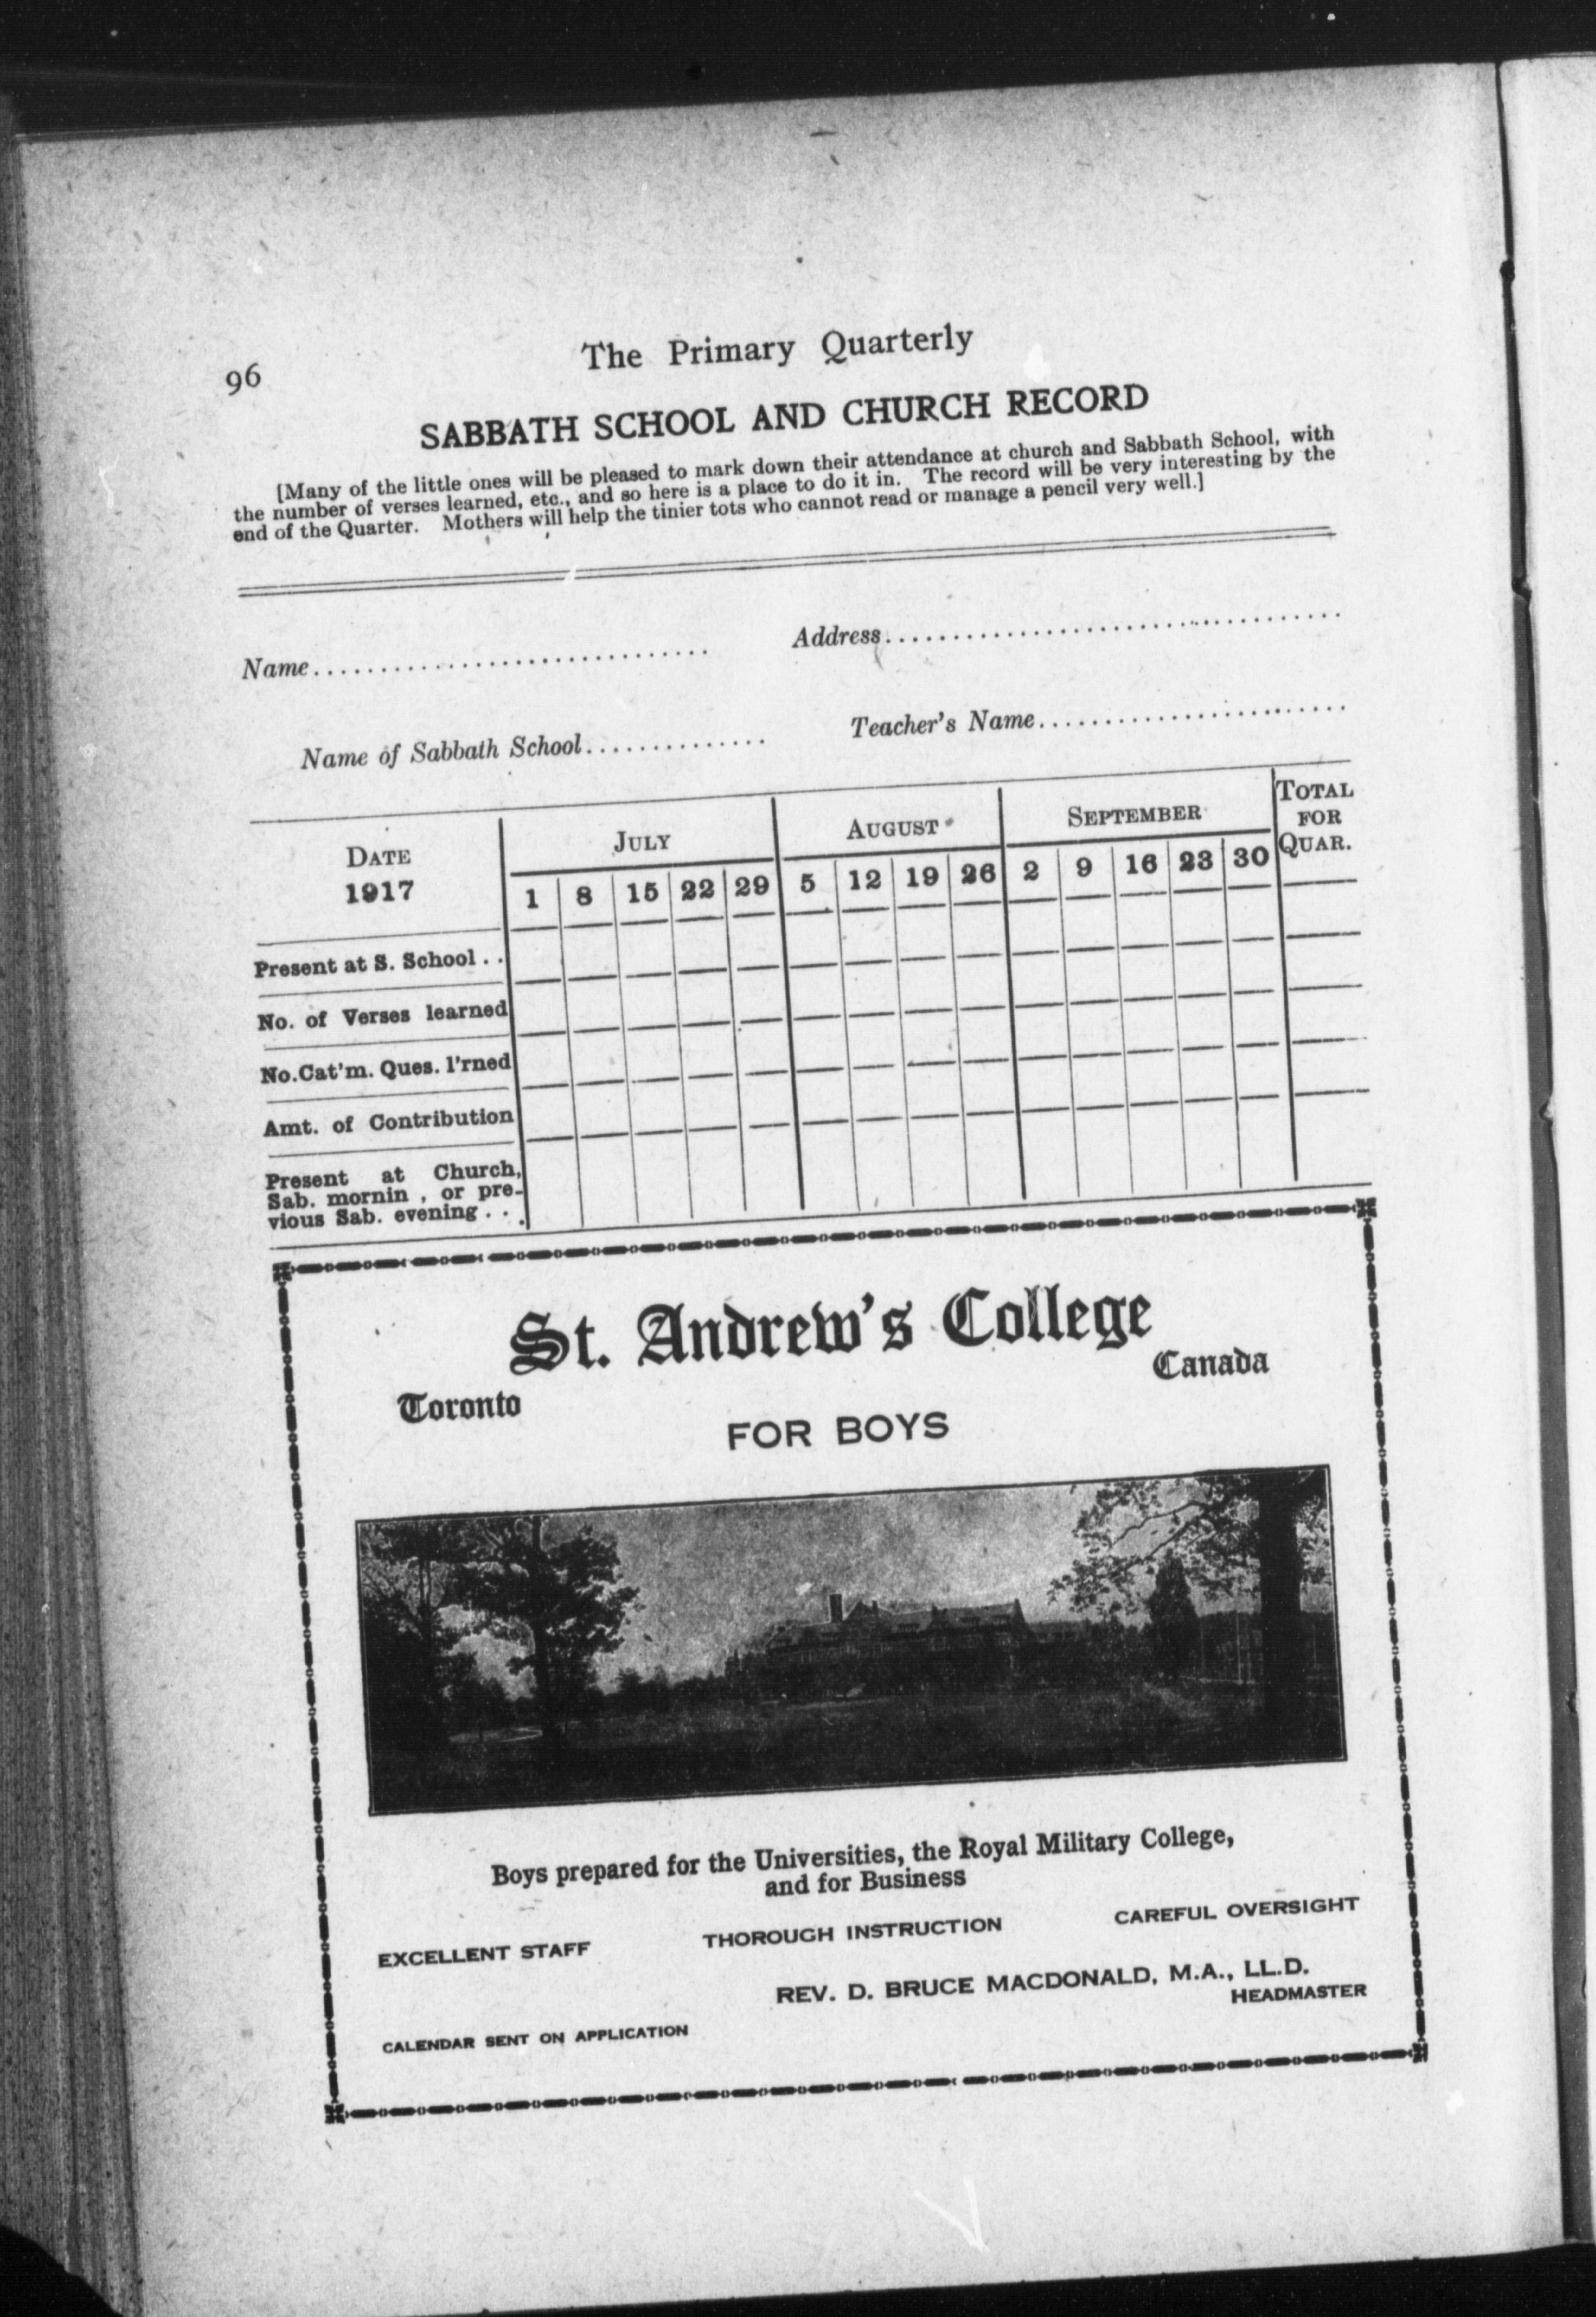 96
The Primary Quarterly
SABBATH SCHOOL AND CHURCH RECORD
[Many of the little ones will be pleased to mark down their attendance at church and Sabbath School, with
the number of verses learned, etc., and so here is a place to do it in. The record will be very interesting by the
end of the Quarter. Mothers will help the tinier tots who cannot read or manage a pencil very well.]
Name.............................. Address..................................
Name of Sabbath School.............. Teacher's Name.......................
DATE JULY AUGUST SEPTEMBER TOTAL
FOR
QUAR.
1917 1 8 15 22 29 5 12 19 26 2 9 16 23 30
Present at S. School . .
No. of Verses learned
No.Cat'm. Ques. l'rned
Amt. of Contribution
Present at Church,
Sab. mornin , or pre-
vious Sab. evening . . .
St. Andrew's College
Toronto Canada
FOR BOYS
Boys prepared for the Universities, the Royal Military College,
and for Business
EXCELLENT STAFF THOROUGH INSTRUCTION CAREFUL OVERSIGHT
REV. D. BRUCE MACDONALD, M.A., LL.D.
HEADMASTER
CALENDAR SENT ON APPLICATION